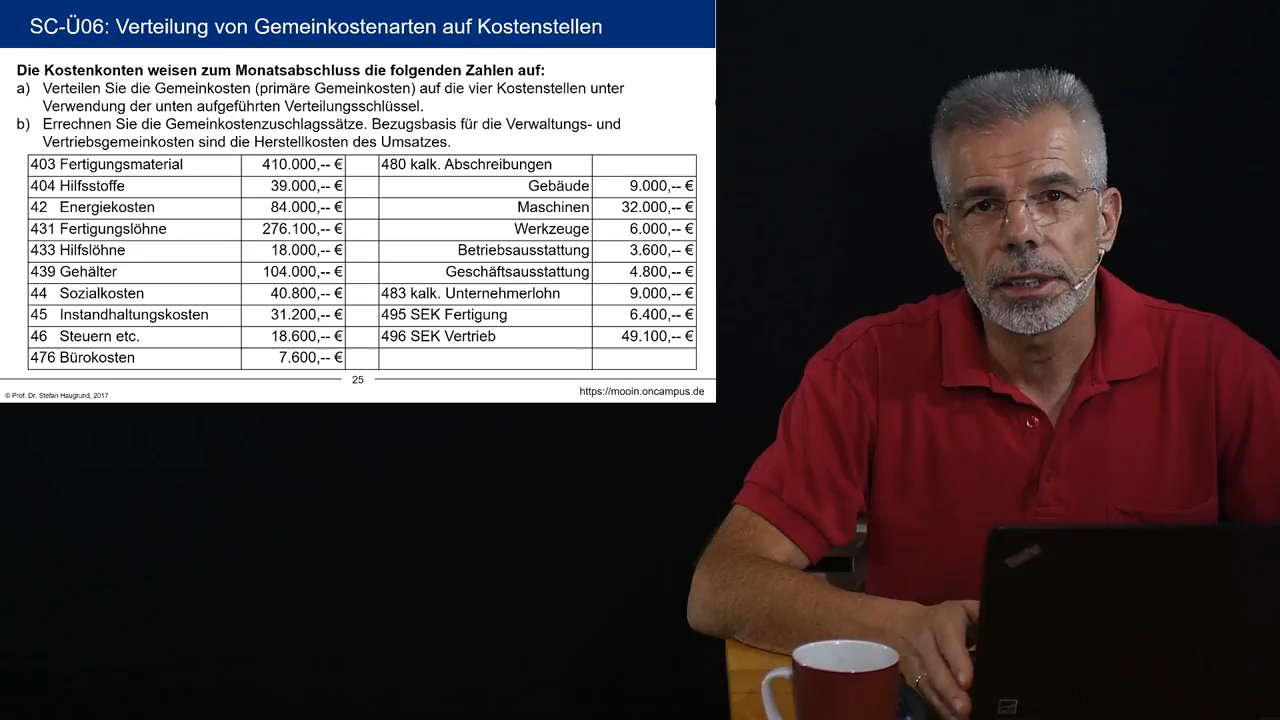 SC-Ü06: Verteilung von Gemeinkostenarten auf Kostenstellen
Die Kostenkonten weisen zum Monatsabschluss die folgenden Zahlen auf:
a) Verteilen Sie die Gemeinkosten (primäre Gemeinkosten) auf die vier Kostenstellen unter
Verwendung der unten aufgeführten Verteilungsschlüssel.
b) Errechnen Sie die Gemeinkostenzuschlagssätze. Bezugsbasis für die Verwaltungs- und
Vertriebsgemeinkosten sind die Herstellkosten des Umsatzes.
403 Fertigungsmaterial 410.000,-- € 480 kalk. Abschreibungen
404 Hilfsstoffe 39.000,-- € Gebäude 9.000,-- €
42 Energiekosten 84.000,-- € Maschinen 32.000,-- €
431 Fertigungslöhne 276.100,-- € Werkzeuge 6.000,-- €
433 Hilfslöhne 18.000,-- € Betriebsausstattung 3.600,-- €
439 Gehälter 104.000,-- € Geschäftsausstattung 4.800,-- €
44 Sozialkosten 40.800,-- € 483 kalk. Unternehmerlohn 9.000,-- €
45 Instandhaltungskosten 31.200,-- € 495 SEK Fertigung 6.400,-- €
46 Steuern etc. 18.600,-- € 496 SEK Vertrieb 49.100,-- €
476 Bürokosten 7.600,-- €
25
© Prof. Dr. Stefan Haugrund, 2017
https://mooin.oncampus.de
ThinkPad